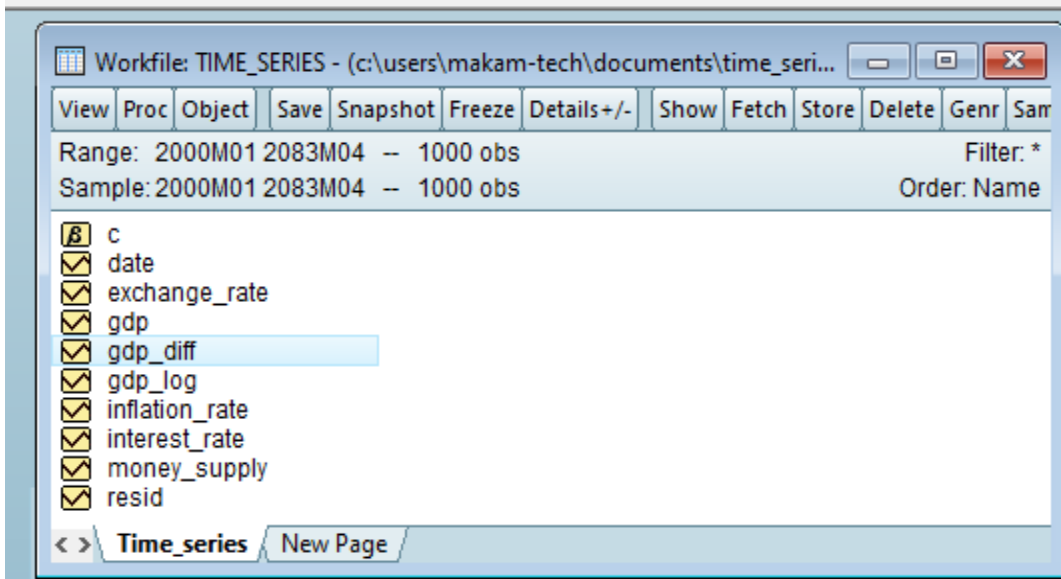 Workfile: TIME_SERIES - (c:\users\makam-tech\documents\time_seri...
View Proc Object Save Snapshot Freeze Details+/- Show Fetch Store Delete Genr Sam
Range: 2000M01 2083M04 -- 1000 obs Filter: *
Sample: 2000M01 2083M04 -- 1000 obs Order: Name
β c
date
exchange_rate
gdp
gdp_diff
gdp_log
inflation_rate
interest_rate
money_supply
resid
< > Time_series New Page